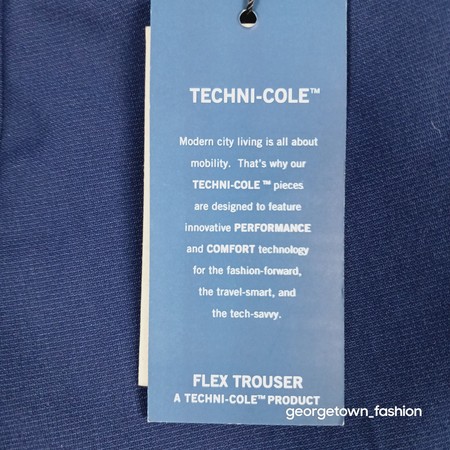 TECHNI-COLE™
Modern city living is all about
mobility. That's why our
TECHNI-COLE™ pieces
are designed to feature
innovative PERFORMANCE
and COMFORT technology
for the fashion-forward,
the travel-smart, and
the tech-savvy.
FLEX TROUSER
A TECHNI-COLE™ PRODUCT
georgetown_fashion